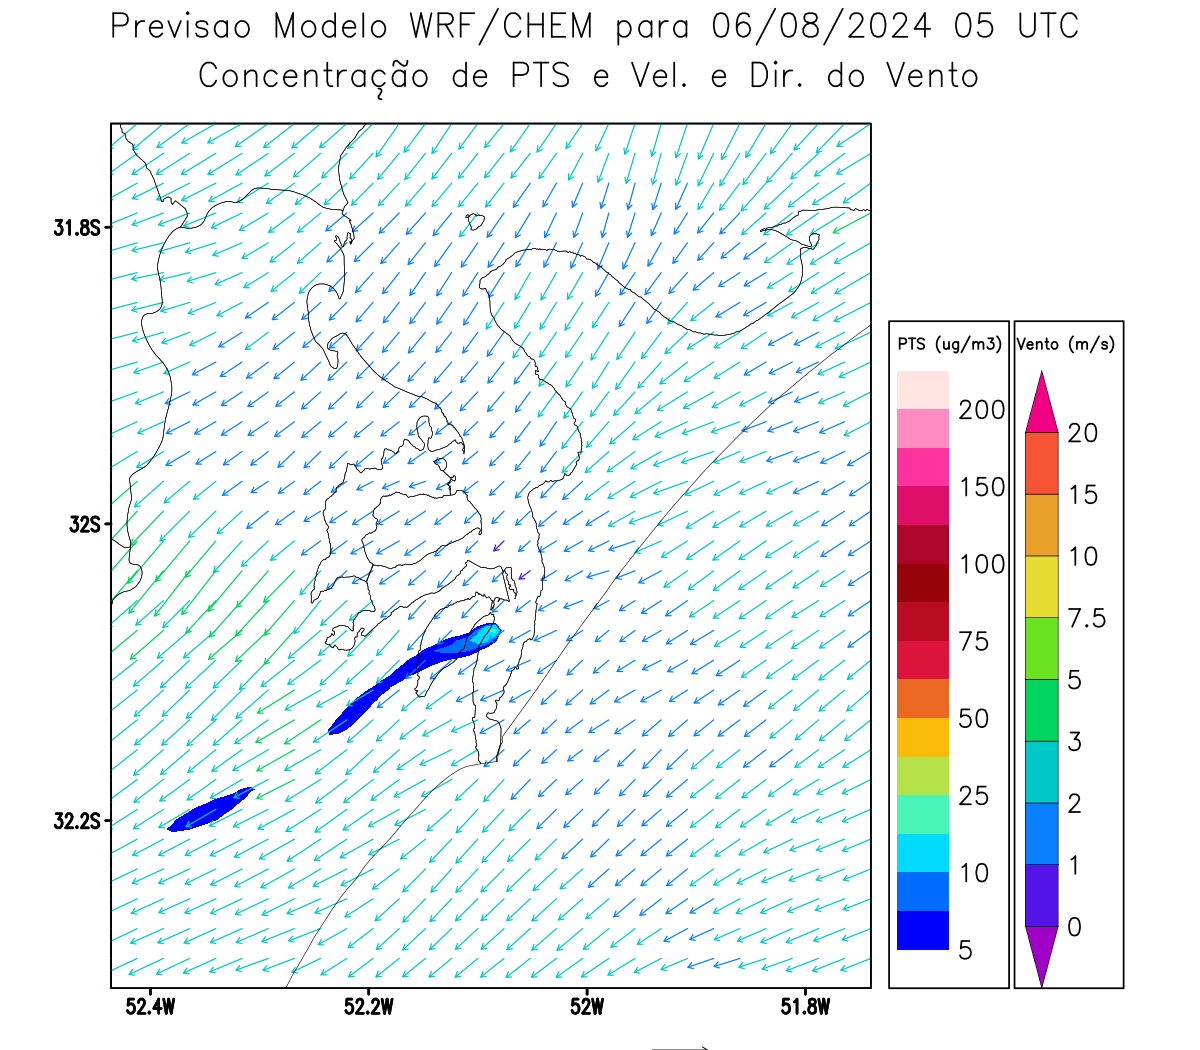 Previsao Modelo WRF/CHEM para 06/08/2024 05 UTC
Concentração de PTS e Vel. e Dir. do Vento
31.8S
32S
32.2S
52.4W
52.2W
52W
51.8W
PTS (ug/m3)
200
150
100
75
50
25
10
5
Vento (m/s)
20
15
10
7.5
5
3
2
1
0